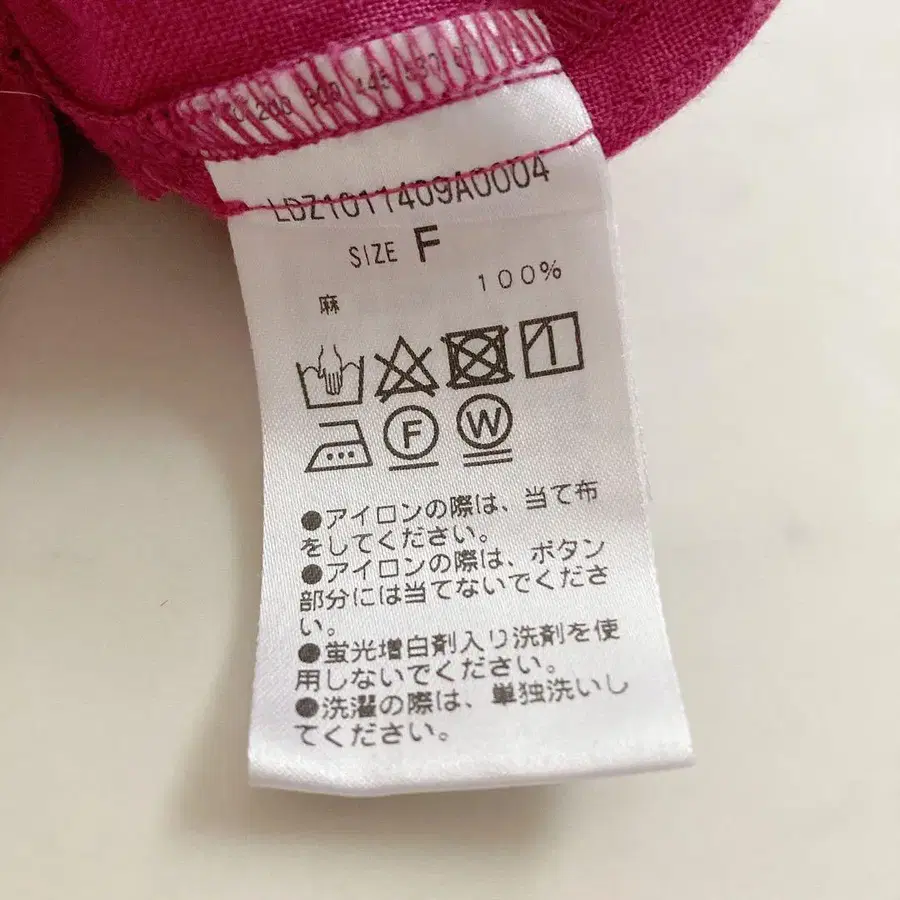 LDZ1011409A0004
SIZE F
麻 100%
F W
●アイロンの際は、当て布
をしてください。
●アイロンの際は、ボタン
部分には当てないでくださ
い。
●蛍光増白剤入り洗剤を使
用しないでください。
●洗濯の際は、単独洗いし
てください。